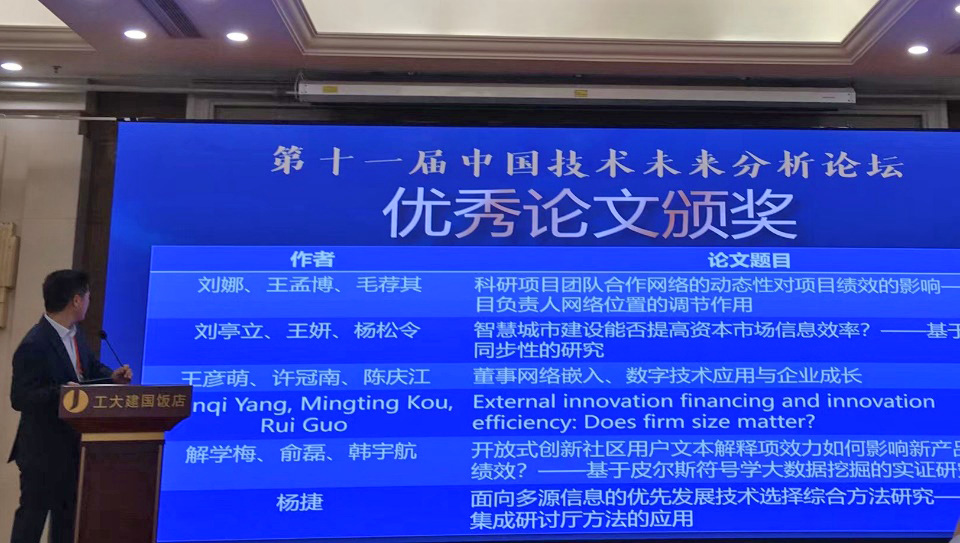 第十一届中国技术未来分析论坛
优秀论文颁奖
作者 论文题目
刘娜、王孟博、毛荐其 科研项目团队合作网络的动态性对项目绩效的影响—
目负责人网络位置的调节作用
刘亭立、王妍、杨松令 智慧城市建设能否提高资本市场信息效率？——基于
同步性的研究
王彦萌、许冠南、陈庆江 董事网络嵌入、数字技术应用与企业成长
nqi Yang, Mingting Kou, External innovation financing and innovation
Rui Guo efficiency: Does firm size matter?
解学梅、俞磊、韩宇航 开放式创新社区用户文本解释项效力如何影响新产品
绩效？——基于皮尔斯符号学大数据挖掘的实证研究
杨捷 面向多源信息的优先发展技术选择综合方法研究—
集成研讨厅方法的应用
工大建国饭店